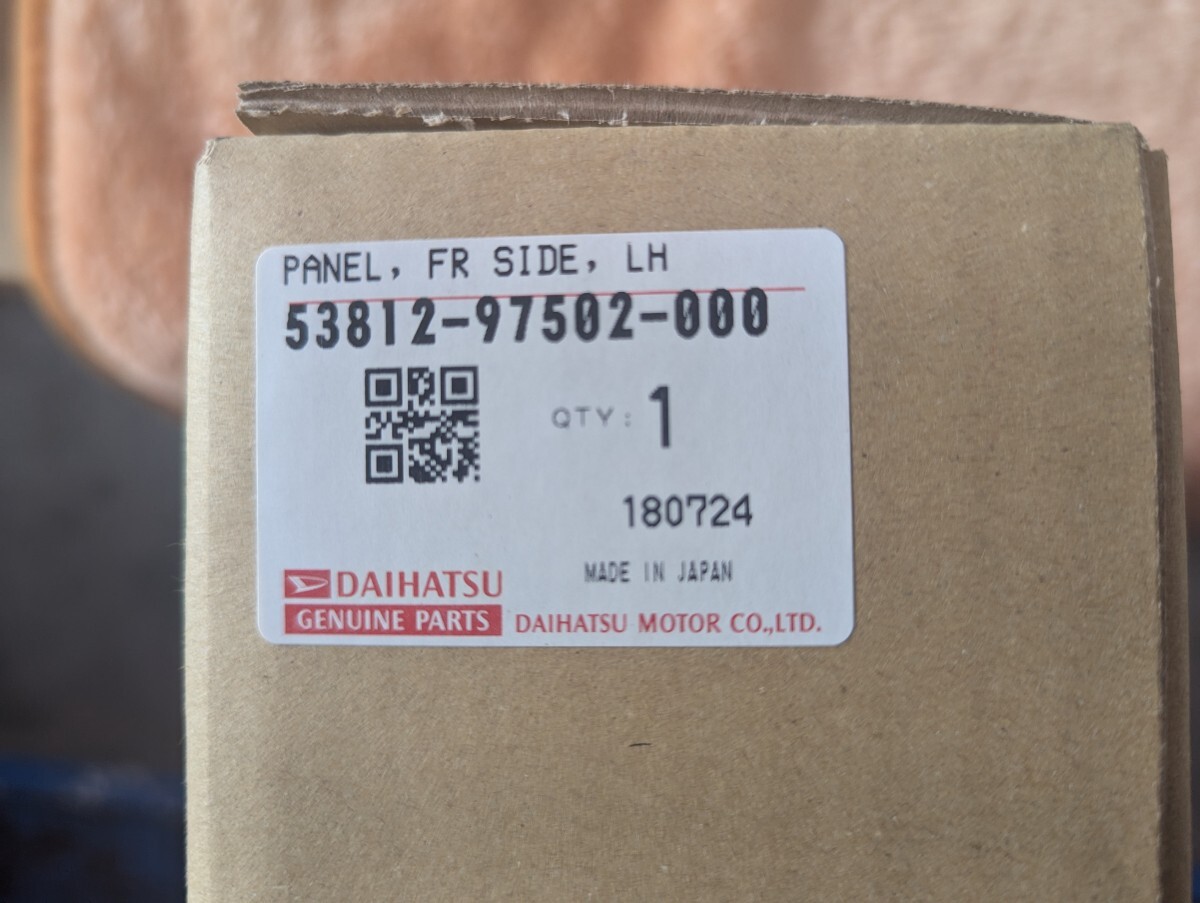 PANEL, FR SIDE, LH
53812-97502-000
QTY: 1
180724
MADE IN JAPAN
DAIHATSU
GENUINE PARTS
DAIHATSU MOTOR CO.,LTD.